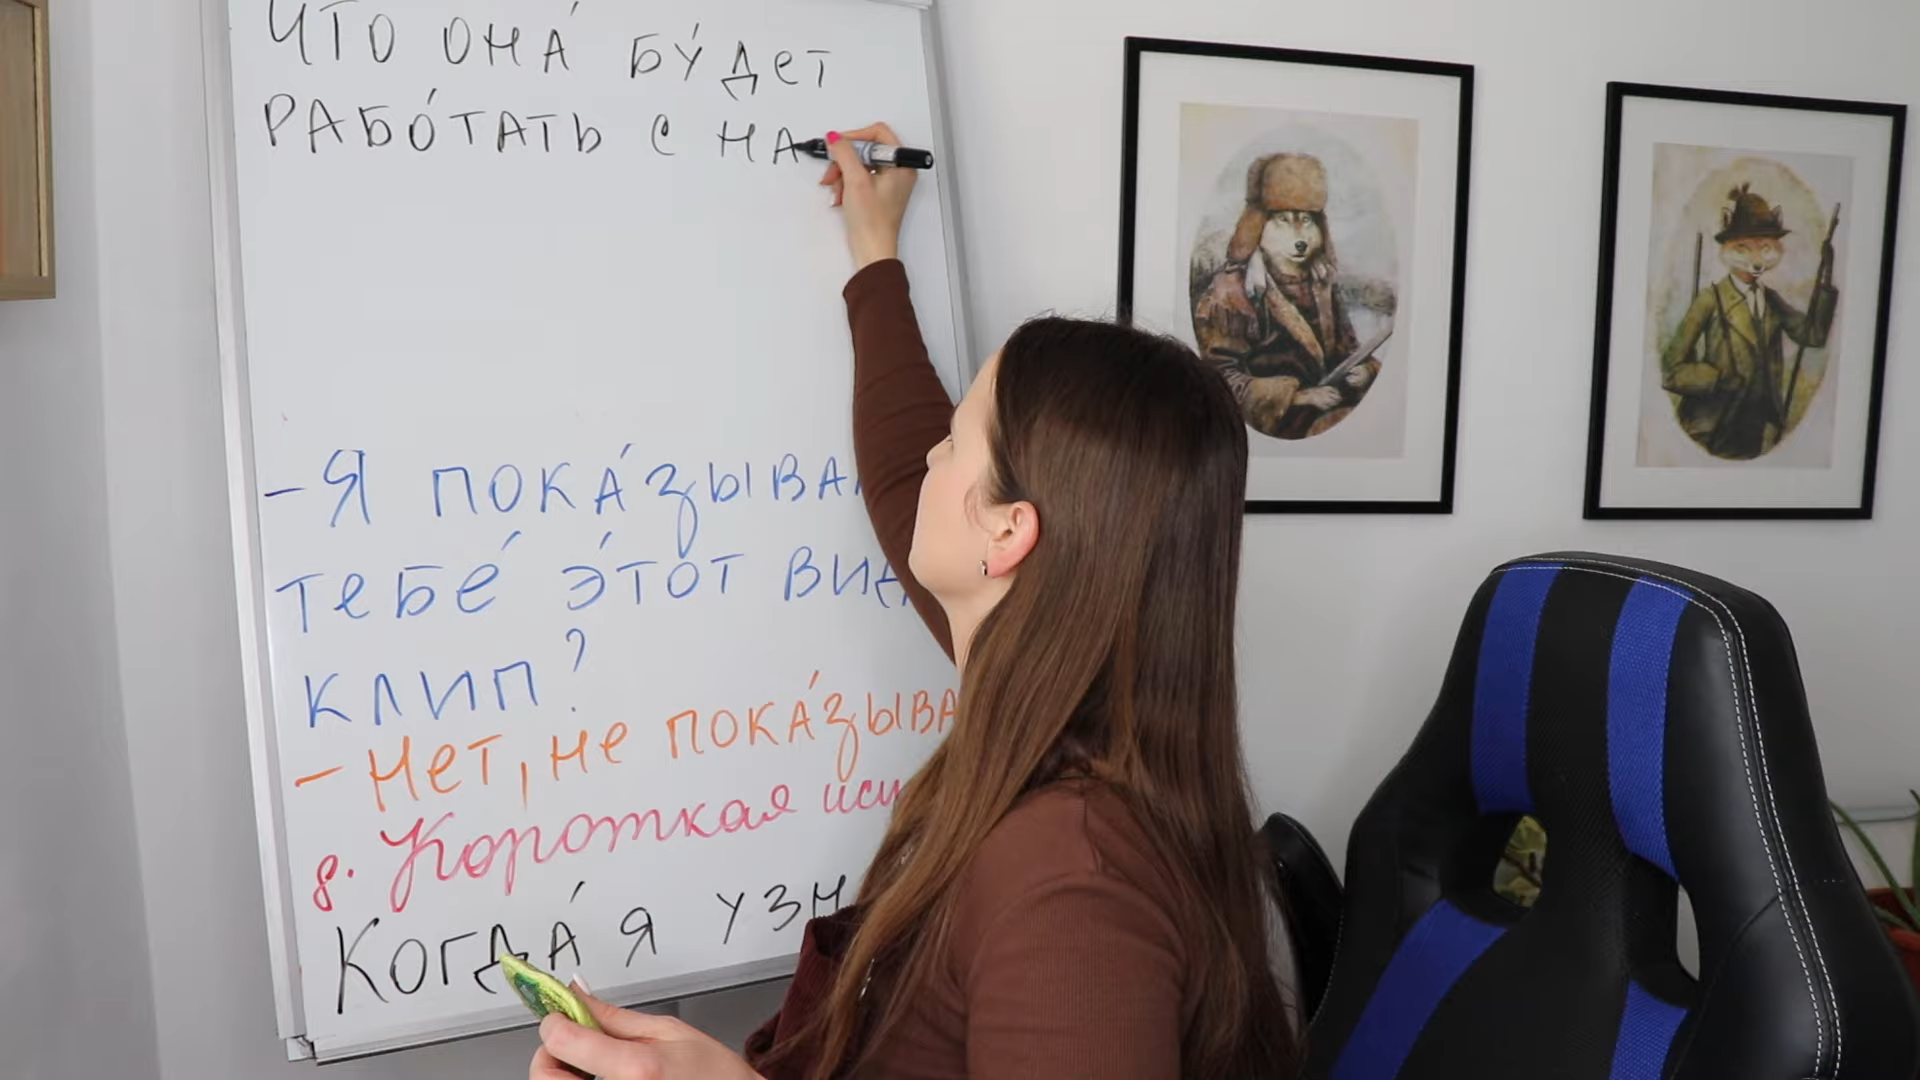 ЧТО ОНА́ БУ́ДеТ
РАБО́ТАТЬ С НА
- Я ПОКА́ЗЫВА
ТеБе́ Э́ТОТ ВИД
КЛИП?
- Нет, не ПОКА́ЗЫВА
8. Короткая ис
КОГДА́ Я УЗН